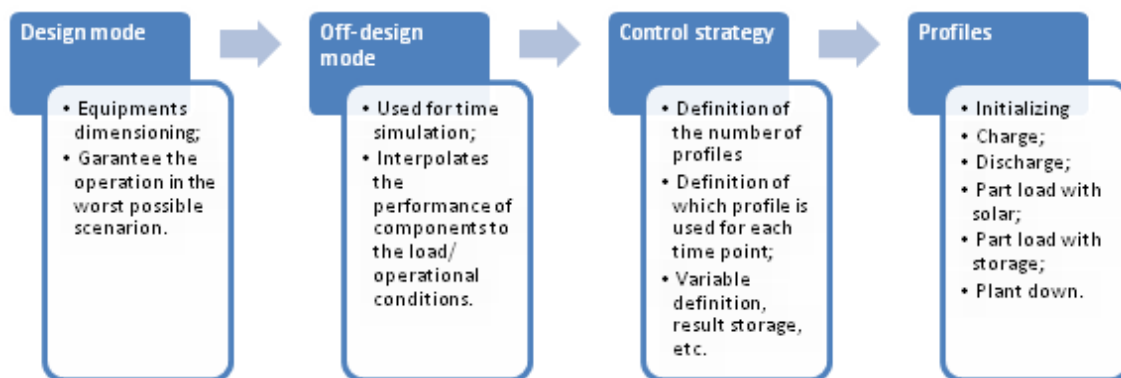 Design mode
• Equipments
dimensioning;
• Garantee the
operation in the
worst possible
scenarion.
Off-design
mode
• Used for time
simulation;
• Interpolates
the
performance of
components to
the load/
operational
conditions.
Control strategy
• Definition of
the number of
profiles
• Definition of
which profile is
used for each
time point;
• Variable
definition,
result storage,
etc.
Profiles
• Initializing
• Charge;
• Discharge;
• Part load with
solar;
• Part load with
storage;
• Plant down.